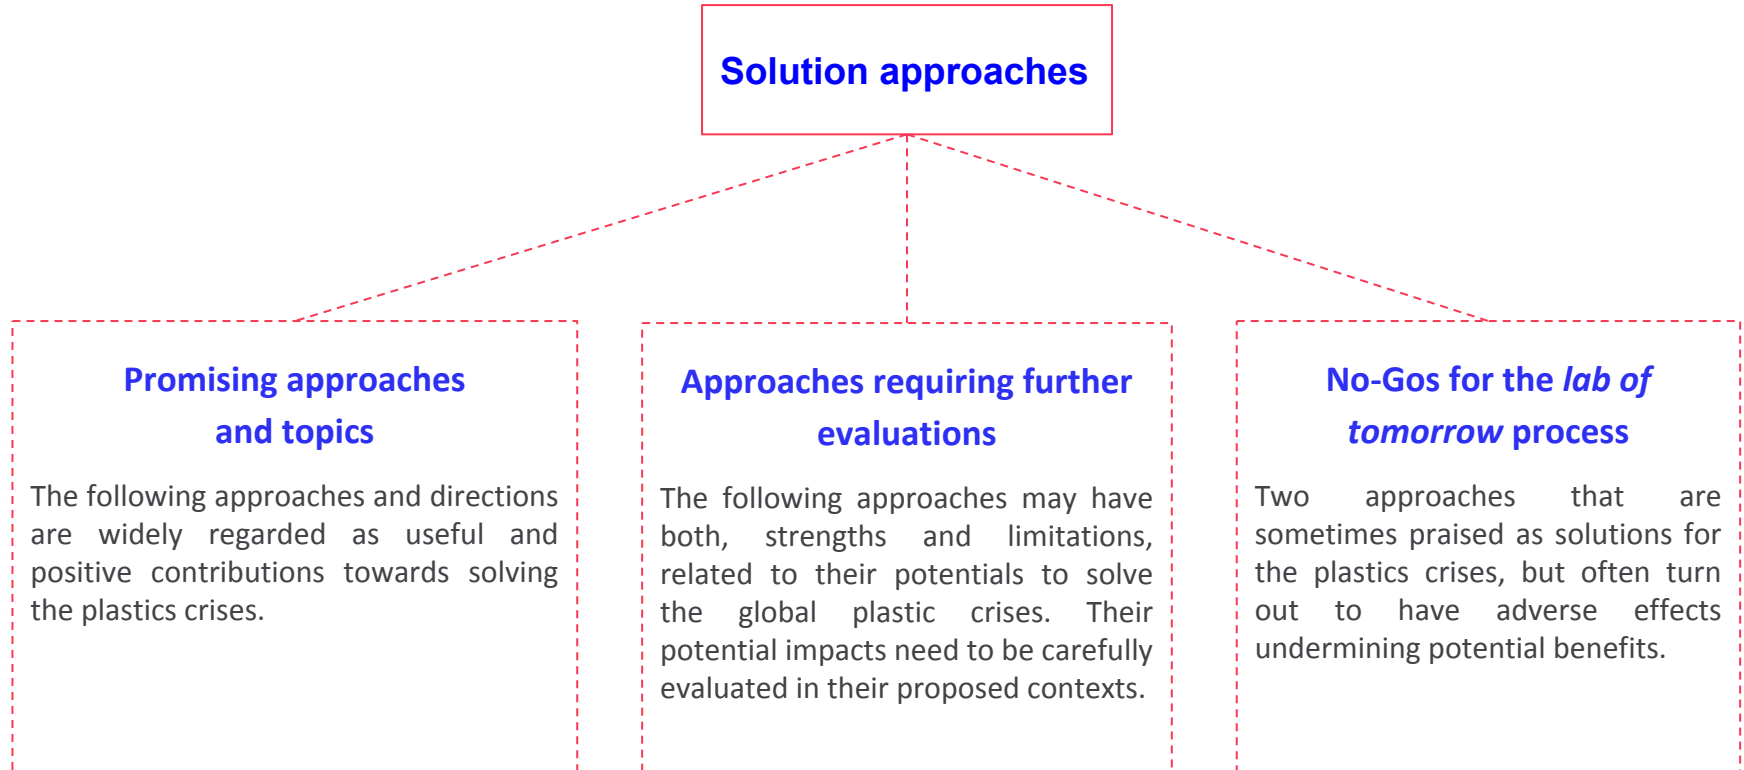 Solution approaches
Promising approaches
and topics
The following approaches and directions
are widely regarded as useful and
positive contributions towards solving
the plastics crises.
Approaches requiring further
evaluations
The following approaches may have
both, strengths and limitations,
related to their potentials to solve
the global plastic crises. Their
potential impacts need to be carefully
evaluated in their proposed contexts.
No-Gos for the lab of
tomorrow process
Two approaches that are
sometimes praised as solutions for
the plastics crises, but often turn
out to have adverse effects
undermining potential benefits.